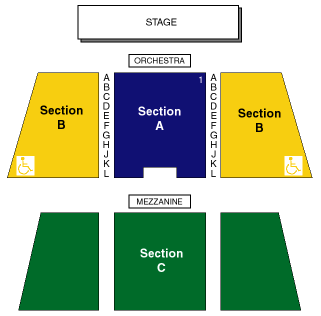 STAGE
ORCHESTRA
Section
B
A
B
C
D
E
F
G
H
J
K
L
1
Section
A
A
B
C
D
E
F
G
H
J
K
L
Section
B
MEZZANINE
Section
C